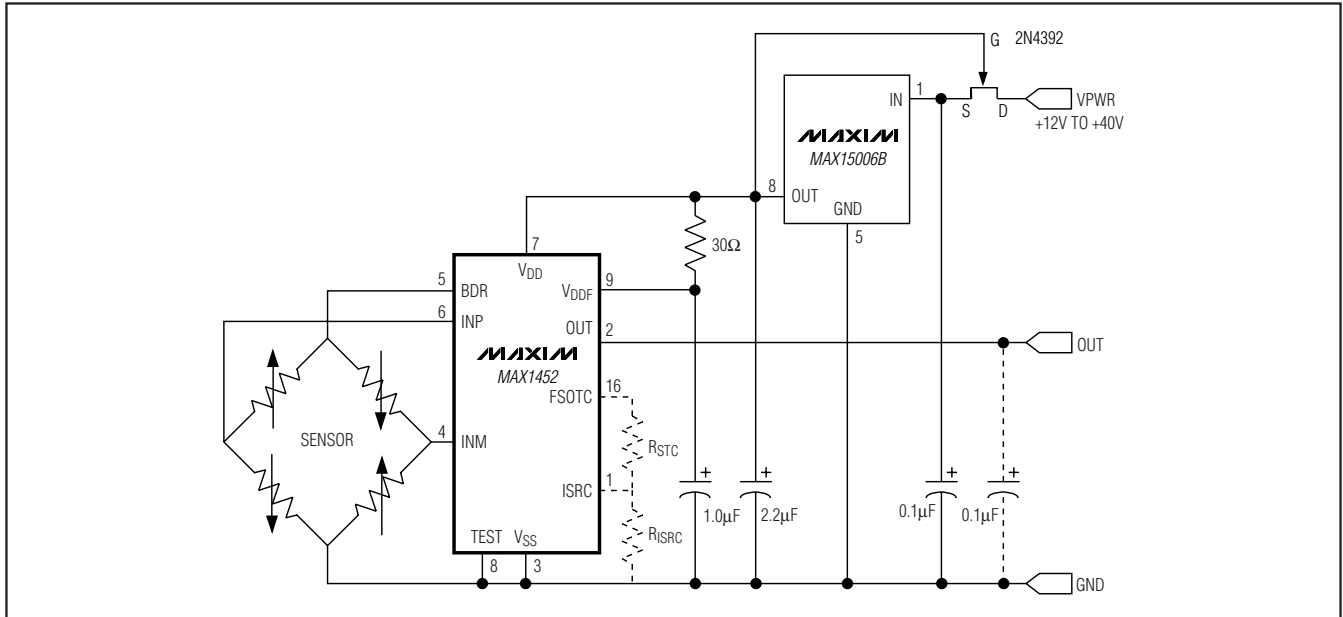 G 2N4392
IN 1
S D VPWR
+12V TO +40V
MAXIM
MAX15006B
8 OUT
GND
5
30Ω
7
VDD
5 BDR
VDDF 9
6 INP
OUT 2
OUT
MAXIM
MAX1452
FSOTC 16
SENSOR
4 INM
RSTC
ISRC 1
+ + + +
1.0µF 2.2µF 0.1µF 0.1µF
RISRC
TEST VSS
8 3
GND